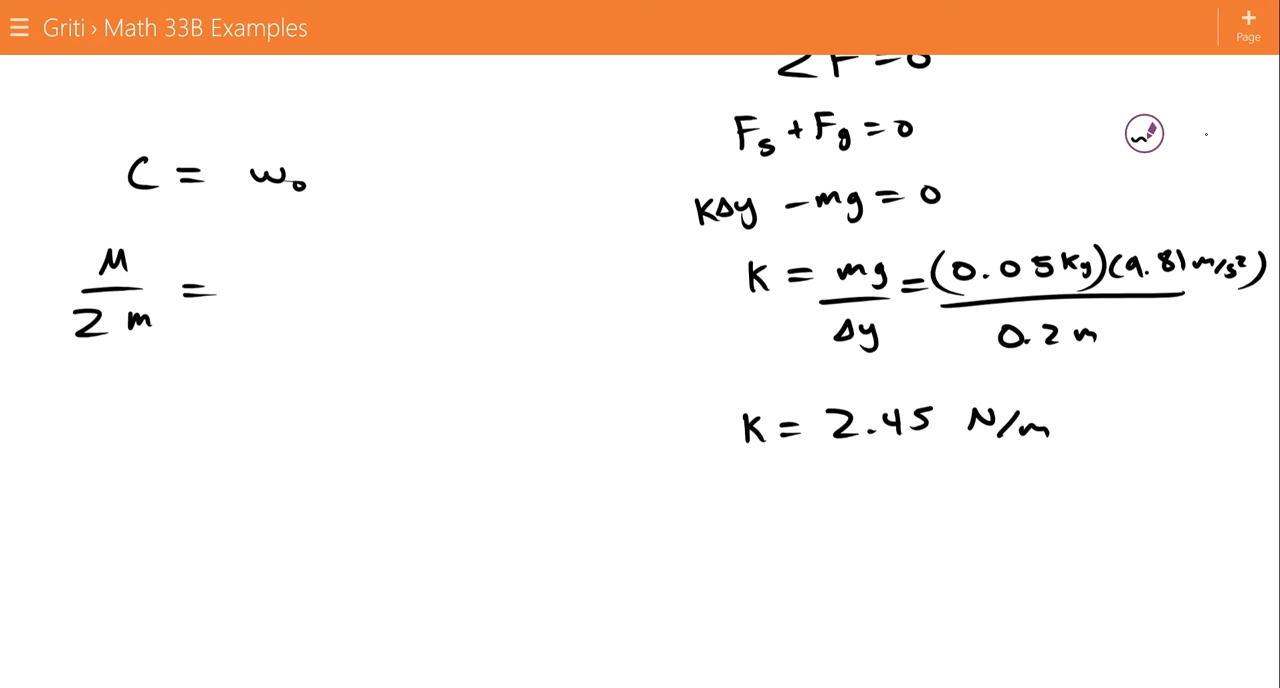 Griti › Math 33B Examples
+
Page
ΣF = 0
F_s + F_g = 0
C = ω₀
KΔy - mg = 0
μ/2m =
K = mg/Δy = (0.05 Kg)(9.81 m/s²)/0.2 m
K = 2.45 N/m